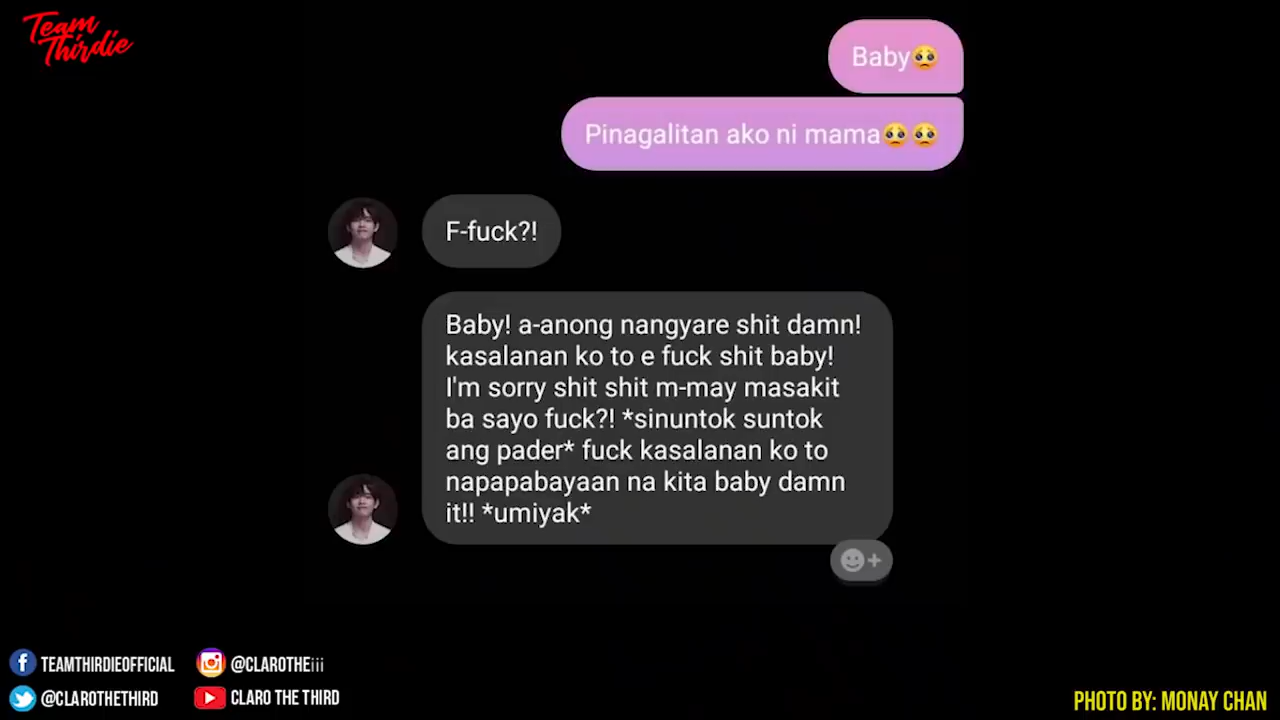 Team
Thirdie
Baby🥺
Pinagalitan ako ni mama🥺🥺
F-fuck?!
Baby! a-anong nangyare shit damn!
kasalanan ko to e fuck shit baby!
I'm sorry shit shit m-may masakit
ba sayo fuck?! *sinuntok suntok
ang pader* fuck kasalanan ko to
napapabayaan na kita baby damn
it!! *umiyak*
TEAMTHIRDIEOFFICIAL
@CLAROTHEiii
@CLAROTHETHIRD
CLARO THE THIRD
PHOTO BY: MONAY CHAN